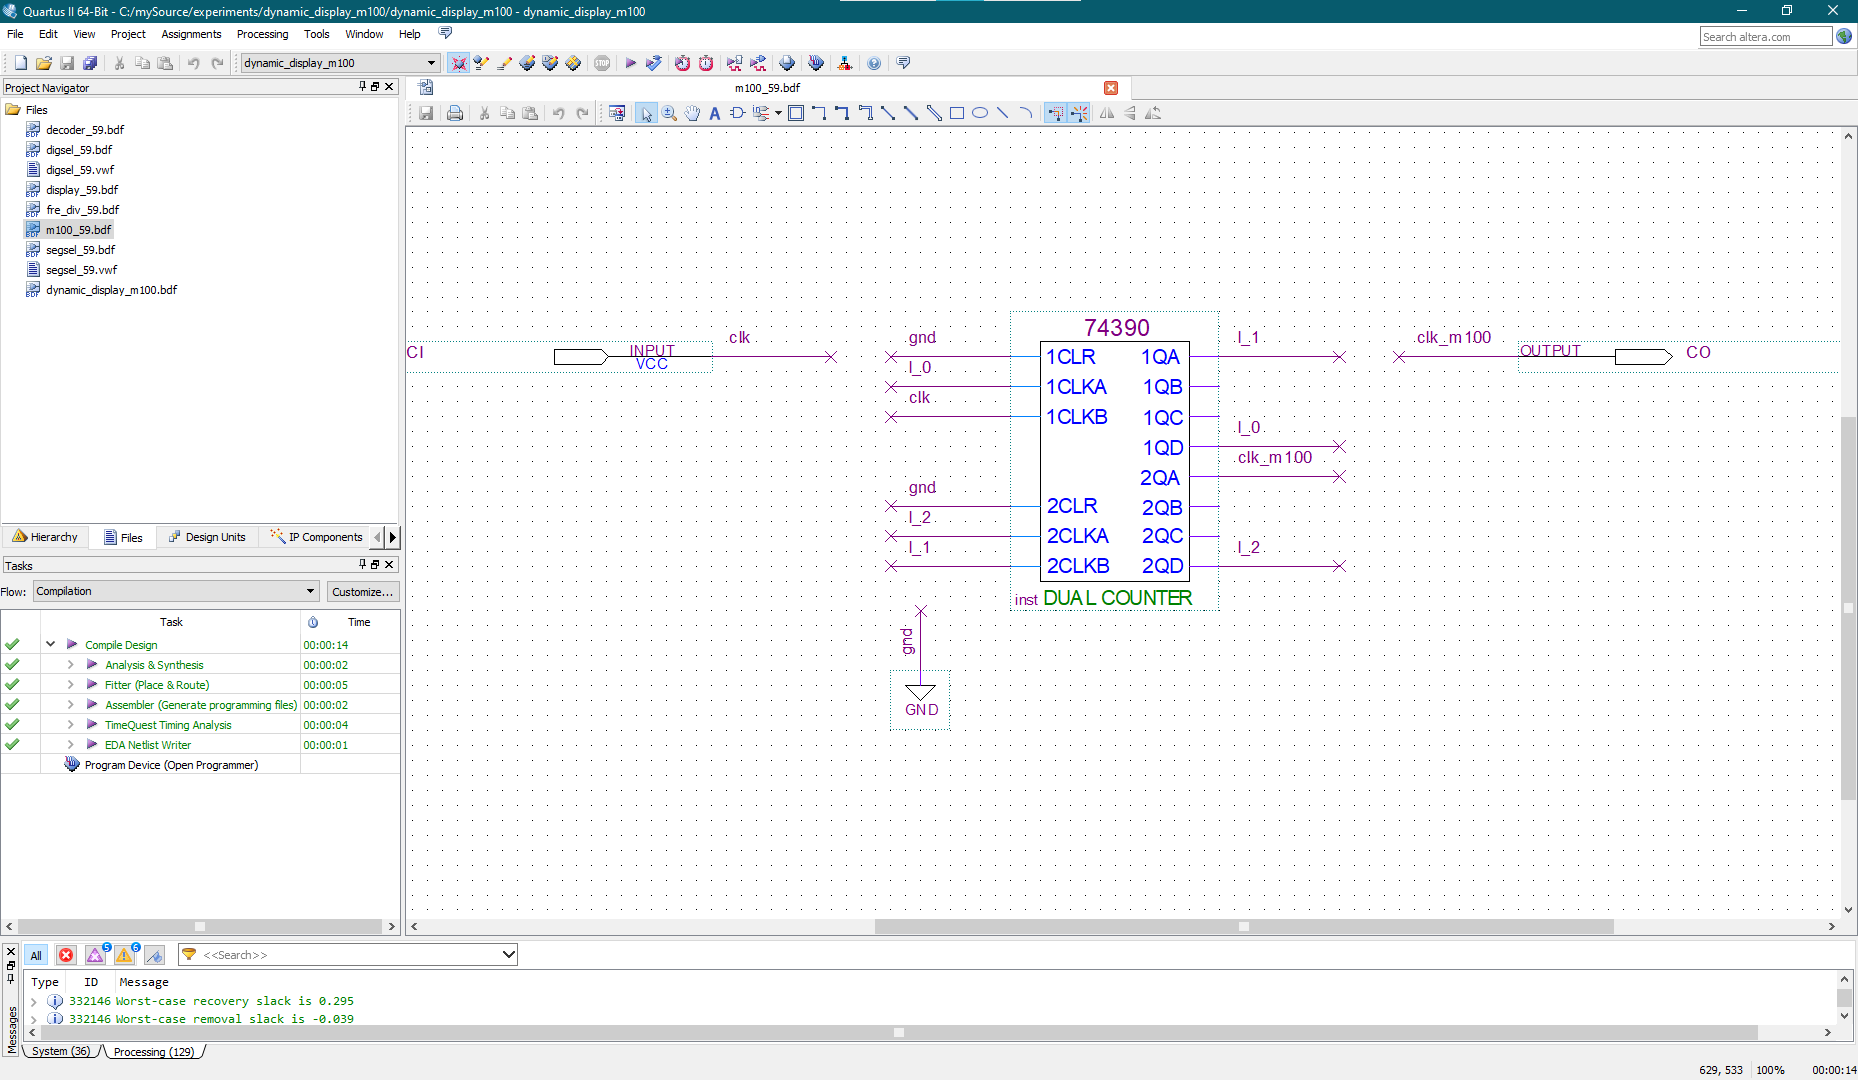 Quartus II 64-Bit - C:/mySource/experiments/dynamic_display_m100/dynamic_display_m100 - dynamic_display_m100
File Edit View Project Assignments Processing Tools Window Help
Search altera.com
dynamic_display_m100
Project Navigator
Files
decoder_59.bdf
digsel_59.bdf
digsel_59.vwf
display_59.bdf
fre_div_59.bdf
m100_59.bdf
segsel_59.bdf
segsel_59.vwf
dynamic_display_m100.bdf
Hierarchy Files Design Units IP Components
Tasks
Flow: Compilation Customize...
Task Time
Compile Design 00:00:14
Analysis & Synthesis 00:00:02
Fitter (Place & Route) 00:00:05
Assembler (Generate programming files) 00:00:02
TimeQuest Timing Analysis 00:00:04
EDA Netlist Writer 00:00:01
Program Device (Open Programmer)
m100_59.bdf
CI INPUT VCC clk
74390
gnd 1CLR 1QA l_1
l_0 1CLKA 1QB
clk 1CLKB 1QC
1QD l_0
2QA clk_m100
gnd 2CLR 2QB
l_2 2CLKA 2QC
l_1 2CLKB 2QD l_2
inst DUAL COUNTER
clk_m100 OUTPUT CO
gnd
GND
All 5 6 <<Search>>
Type ID Message
332146 Worst-case recovery slack is 0.295
332146 Worst-case removal slack is -0.039
Messages
System (36) Processing (129)
629, 533 100% 00:00:14